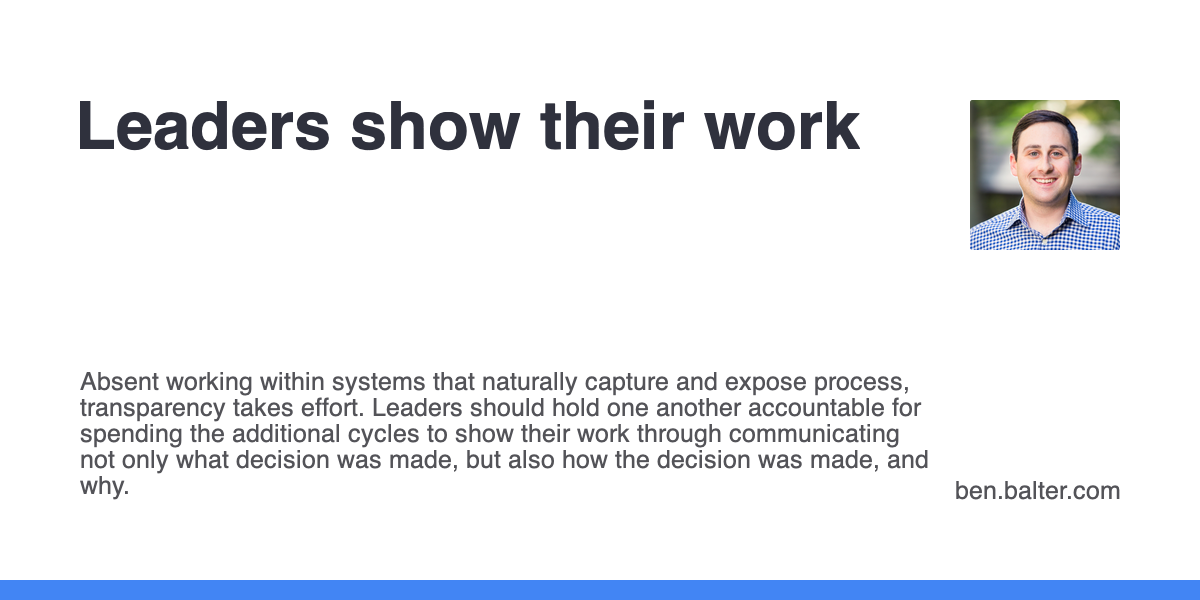 Leaders show their work
Absent working within systems that naturally capture and expose process,
transparency takes effort. Leaders should hold one another accountable for
spending the additional cycles to show their work through communicating
not only what decision was made, but also how the decision was made, and
why.
ben.balter.com